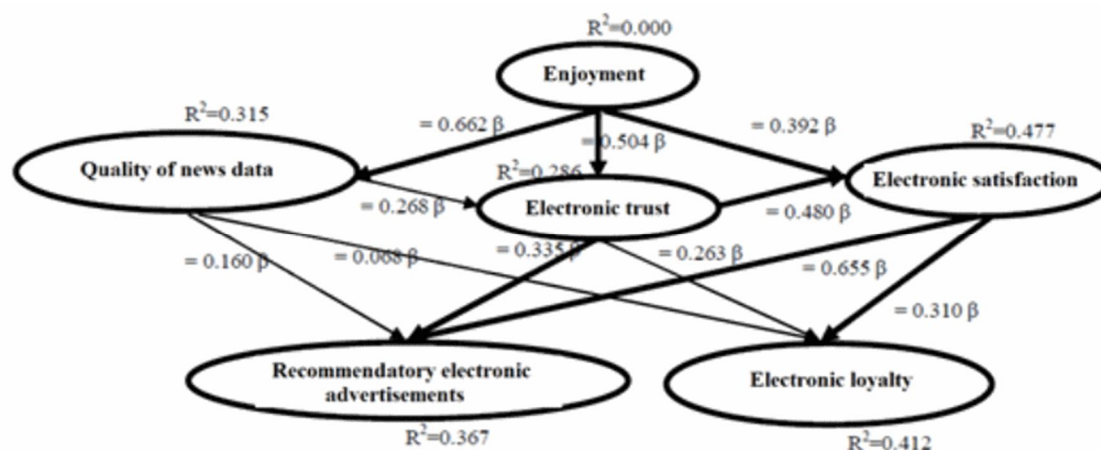 R²=0.000
Enjoyment
R²=0.315
= 0.662 β
= 0.504 β
= 0.392 β
R²=0.477
Quality of news data
R²=0.286
Electronic satisfaction
= 0.268 β
Electronic trust
= 0.480 β
= 0.160 β
= 0.068 β
= 0.335 β
= 0.263 β
= 0.655 β
= 0.310 β
Recommendatory electronic
advertisements
Electronic loyalty
R²=0.367
R²=0.412